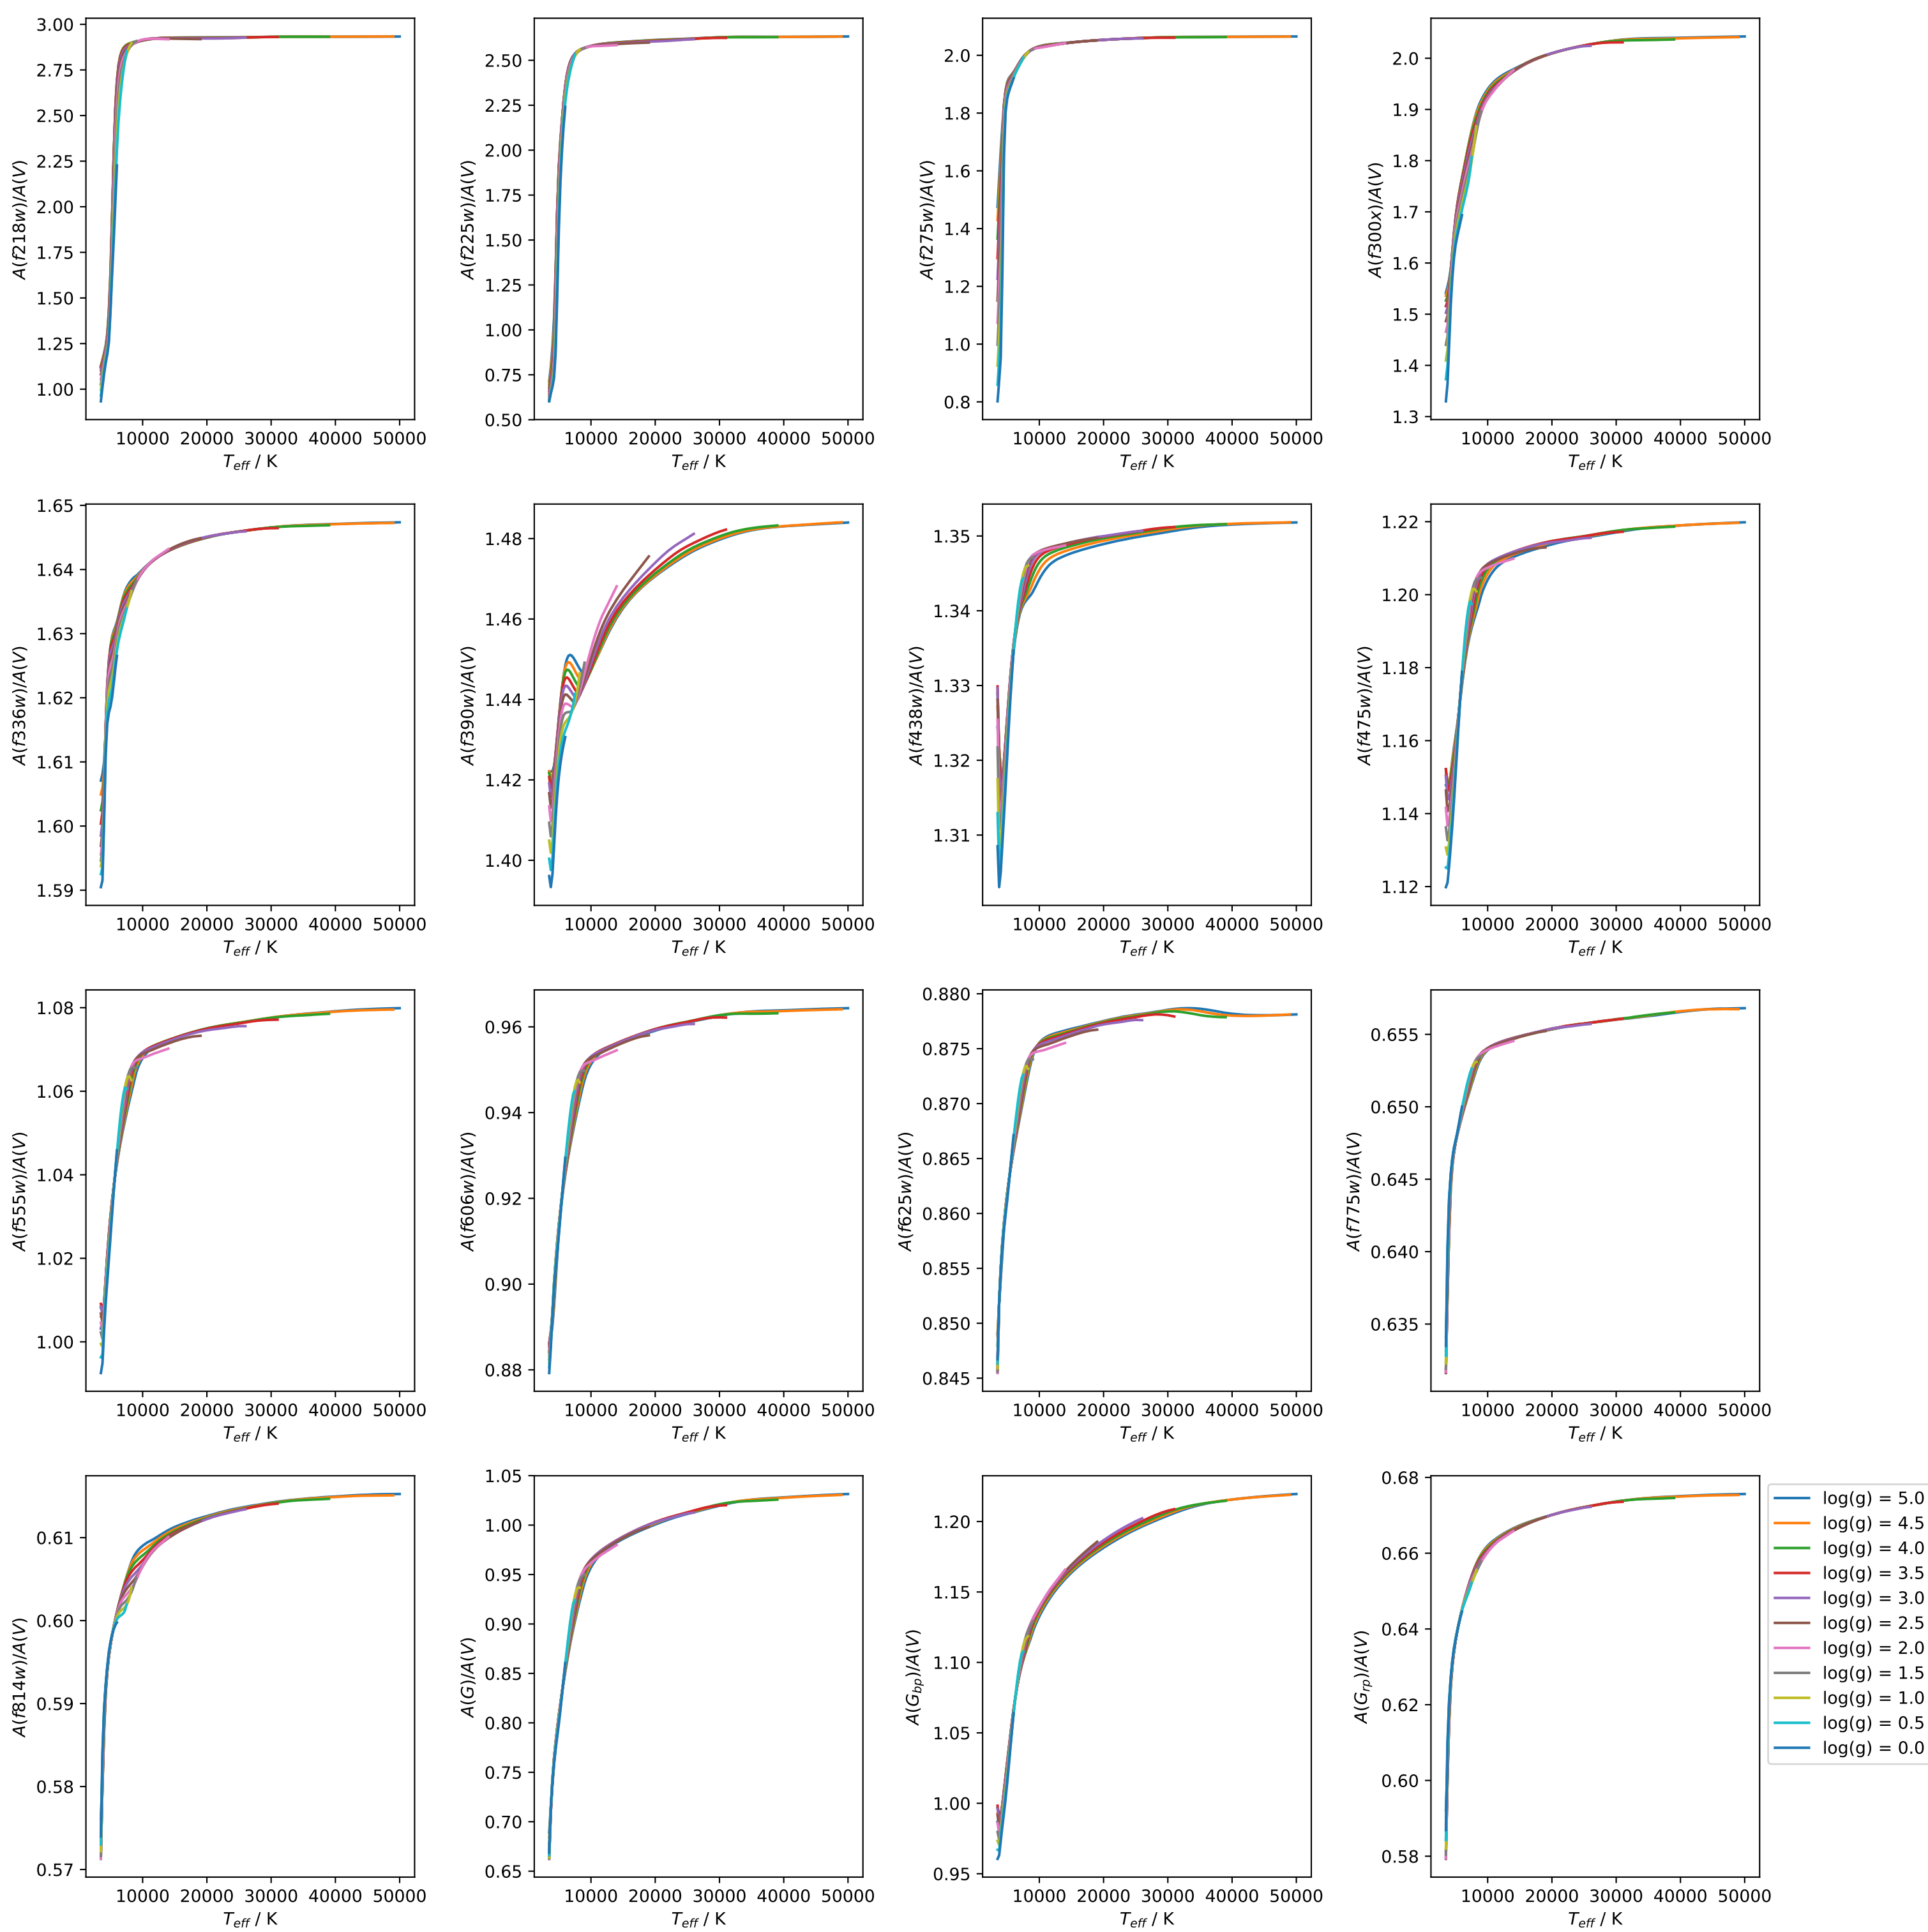 A(f218w)/A(V)
3.00
2.75
2.50
2.25
2.00
1.75
1.50
1.25
1.00
10000 20000 30000 40000 50000
T_eff / K
A(f225w)/A(V)
2.50
2.25
2.00
1.75
1.50
1.25
1.00
0.75
0.50
10000 20000 30000 40000 50000
T_eff / K
A(f275w)/A(V)
2.0
1.8
1.6
1.4
1.2
1.0
0.8
10000 20000 30000 40000 50000
T_eff / K
A(f300x)/A(V)
2.0
1.9
1.8
1.7
1.6
1.5
1.4
1.3
10000 20000 30000 40000 50000
T_eff / K
A(f336w)/A(V)
1.65
1.64
1.63
1.62
1.61
1.60
1.59
10000 20000 30000 40000 50000
T_eff / K
A(f390w)/A(V)
1.48
1.46
1.44
1.42
1.40
10000 20000 30000 40000 50000
T_eff / K
A(f438w)/A(V)
1.35
1.34
1.33
1.32
1.31
10000 20000 30000 40000 50000
T_eff / K
A(f475w)/A(V)
1.22
1.20
1.18
1.16
1.14
1.12
10000 20000 30000 40000 50000
T_eff / K
A(f555w)/A(V)
1.08
1.06
1.04
1.02
1.00
10000 20000 30000 40000 50000
T_eff / K
A(f606w)/A(V)
0.96
0.94
0.92
0.90
0.88
10000 20000 30000 40000 50000
T_eff / K
A(f625w)/A(V)
0.880
0.875
0.870
0.865
0.860
0.855
0.850
0.845
10000 20000 30000 40000 50000
T_eff / K
A(f775w)/A(V)
0.655
0.650
0.645
0.640
0.635
10000 20000 30000 40000 50000
T_eff / K
A(f814w)/A(V)
0.61
0.60
0.59
0.58
0.57
10000 20000 30000 40000 50000
T_eff / K
A(G)/A(V)
1.05
1.00
0.95
0.90
0.85
0.80
0.75
0.70
0.65
10000 20000 30000 40000 50000
T_eff / K
A(G_bp)/A(V)
1.20
1.15
1.10
1.05
1.00
0.95
10000 20000 30000 40000 50000
T_eff / K
A(G_rp)/A(V)
0.68
0.66
0.64
0.62
0.60
0.58
10000 20000 30000 40000 50000
T_eff / K
log(g) = 5.0
log(g) = 4.5
log(g) = 4.0
log(g) = 3.5
log(g) = 3.0
log(g) = 2.5
log(g) = 2.0
log(g) = 1.5
log(g) = 1.0
log(g) = 0.5
log(g) = 0.0